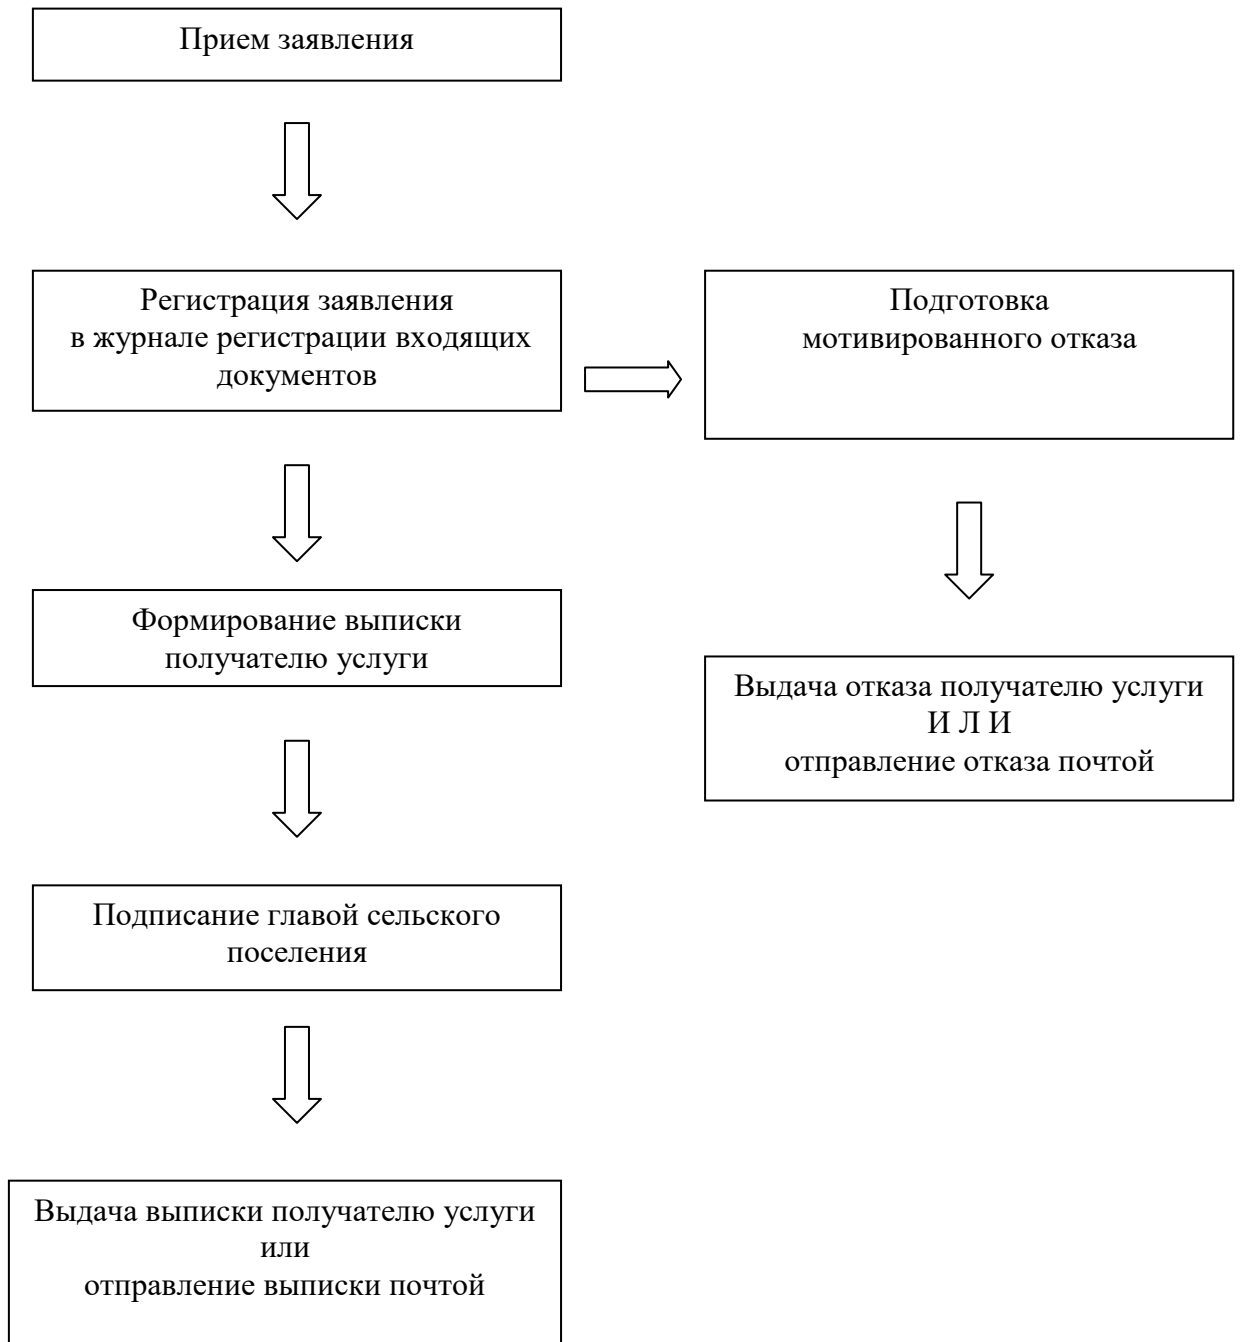 Прием заявления
Регистрация заявления
в журнале регистрации входящих
документов
Подготовка
мотивированного отказа
Формирование выписки
получателю услуги
Выдача отказа получателю услуги
И Л И
отправление отказа почтой
Подписание главой сельского
поселения
Выдача выписки получателю услуги
или
отправление выписки почтой